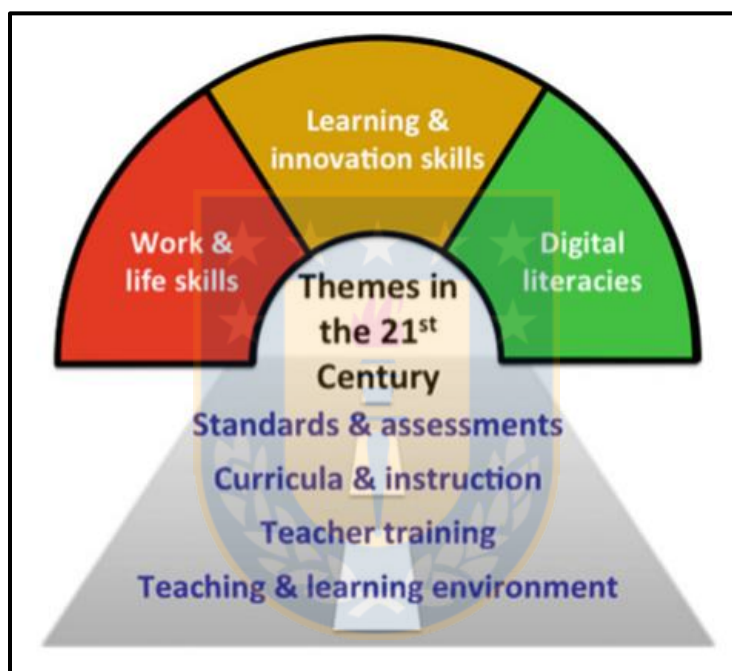 Learning &
innovation skills
Work &
life skills
Digital
literacies
Themes in
the 21st
Century
Standards & assessments
Curricula & instruction
Teacher training
Teaching & learning environment